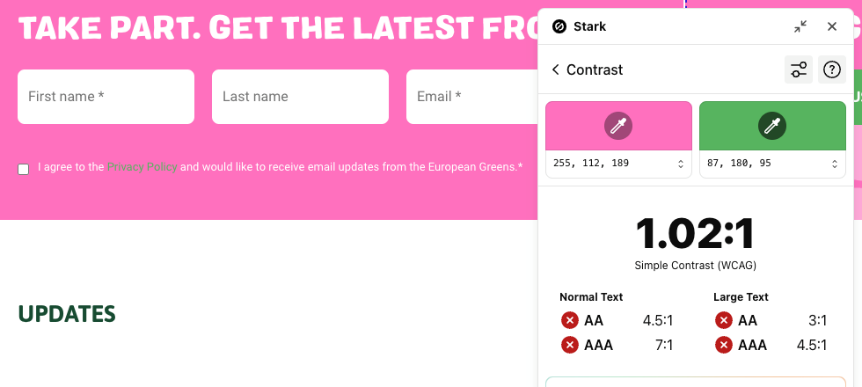 TAKE PART. GET THE LATEST FRO
First name *
Last name
Email *
I agree to the Privacy Policy and would like to receive email updates from the European Greens.*
UPDATES
Stark
Contrast
255, 112, 189
87, 180, 95
1.02:1
Simple Contrast (WCAG)
Normal Text
AA 4.5:1
AAA 7:1
Large Text
AA 3:1
AAA 4.5:1